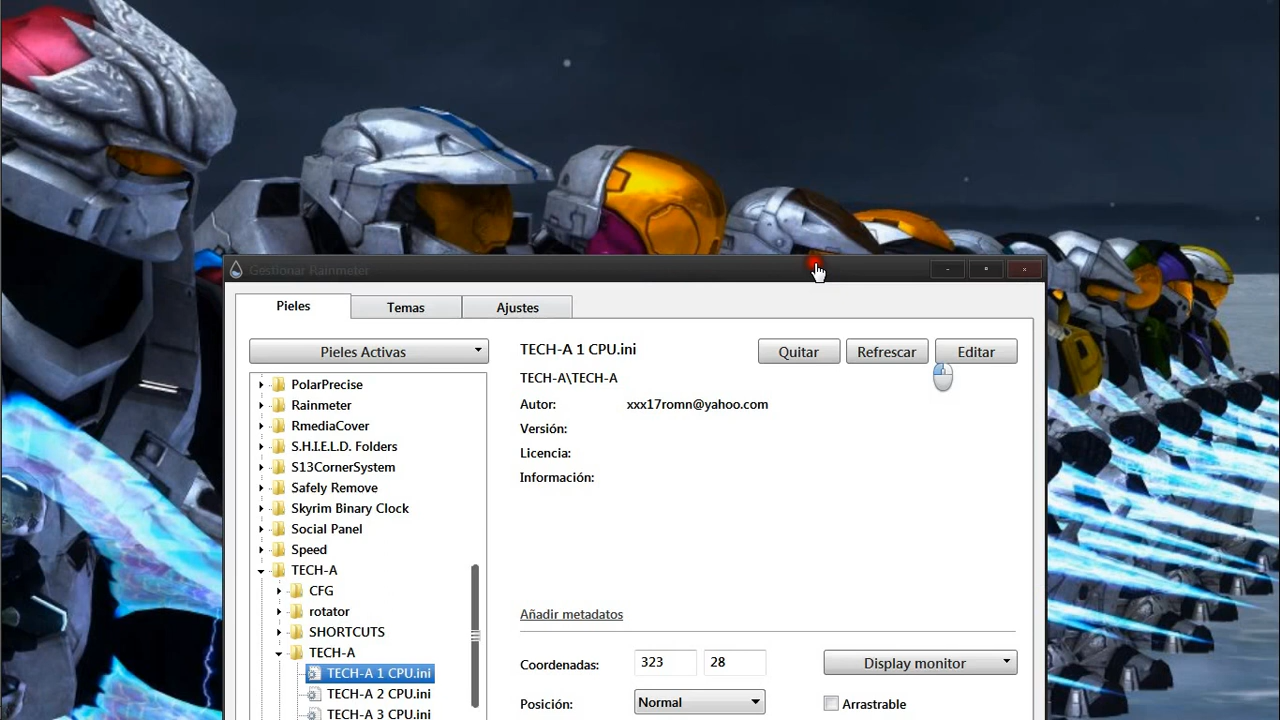 Gestionar Rainmeter
Pieles
Temas
Ajustes
Pieles Activas
TECH-A 1 CPU.ini
Quitar
Refrescar
Editar
TECH-A\TECH-A
Autor: xxx17romn@yahoo.com
Versión:
Licencia:
Información:
PolarPrecise
Rainmeter
RmediaCover
S.H.I.E.L.D. Folders
S13CornerSystem
Safely Remove
Skyrim Binary Clock
Social Panel
Speed
TECH-A
CFG
rotator
SHORTCUTS
TECH-A
TECH-A 1 CPU.ini
TECH-A 2 CPU.ini
TECH-A 3 CPU.ini
Añadir metadatos
Coordenadas: 323 28
Display monitor
Posición: Normal
Arrastrable